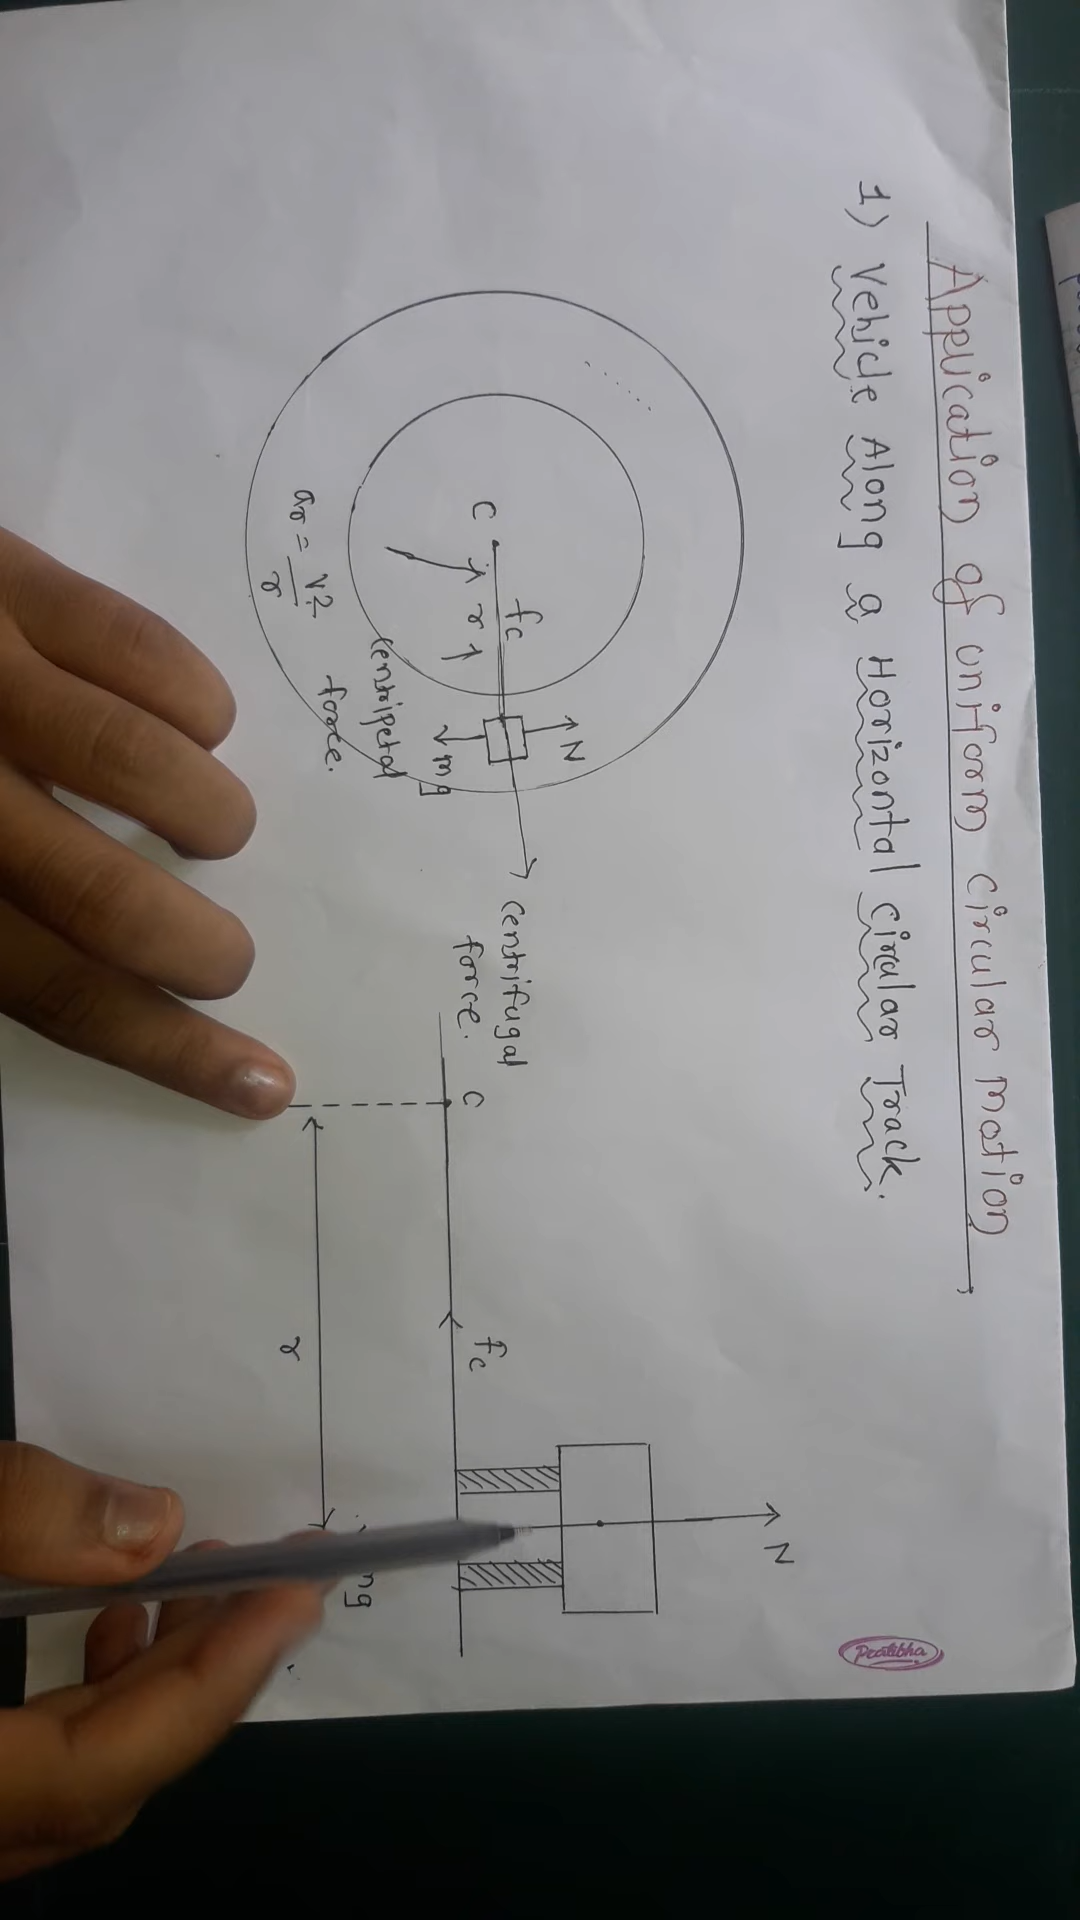 Application of uniform circular motion
1) Vehicle Along a Horizontal circular Track.
N
C
fc
r
mg
centrifugal
force.
centripetal
force.
ar = v2/r
N
C
fc
mg
r
Pratibha